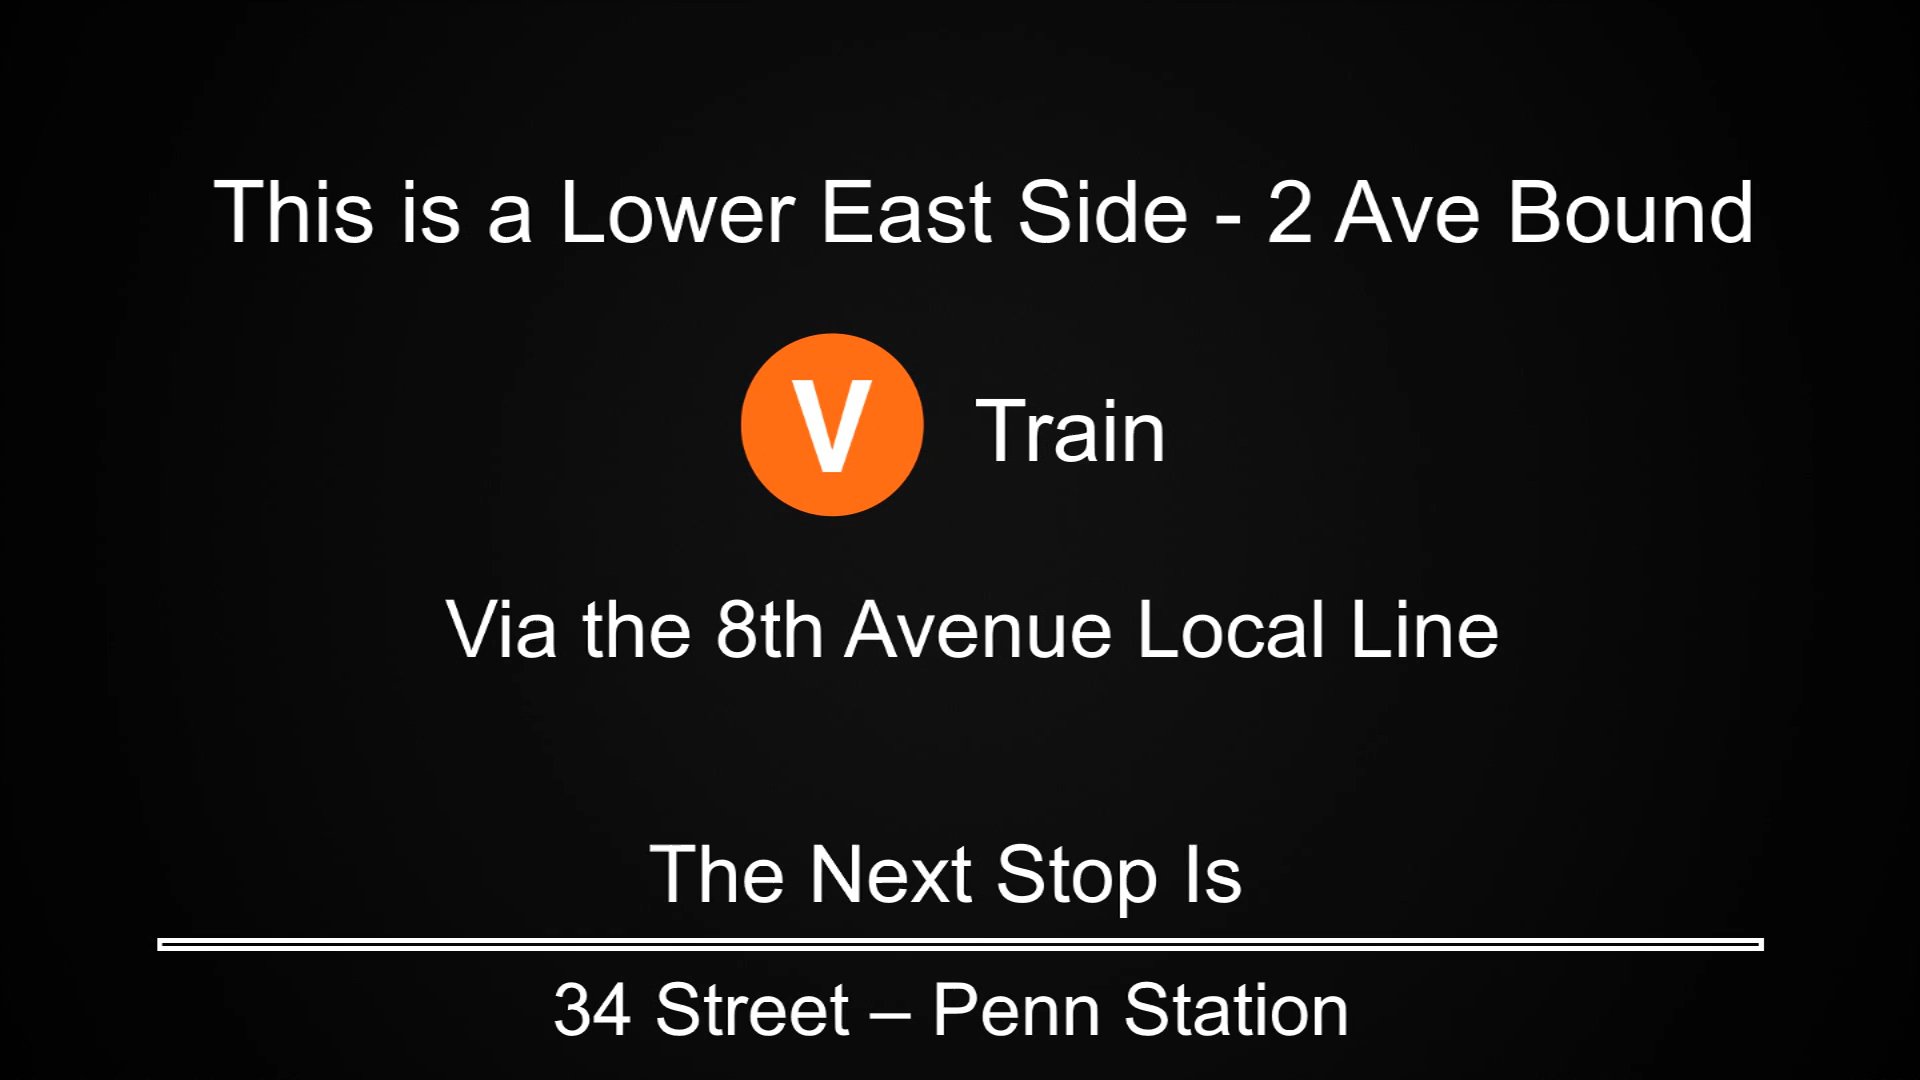 This is a Lower East Side - 2 Ave Bound
V Train
Via the 8th Avenue Local Line
The Next Stop Is
34 Street – Penn Station